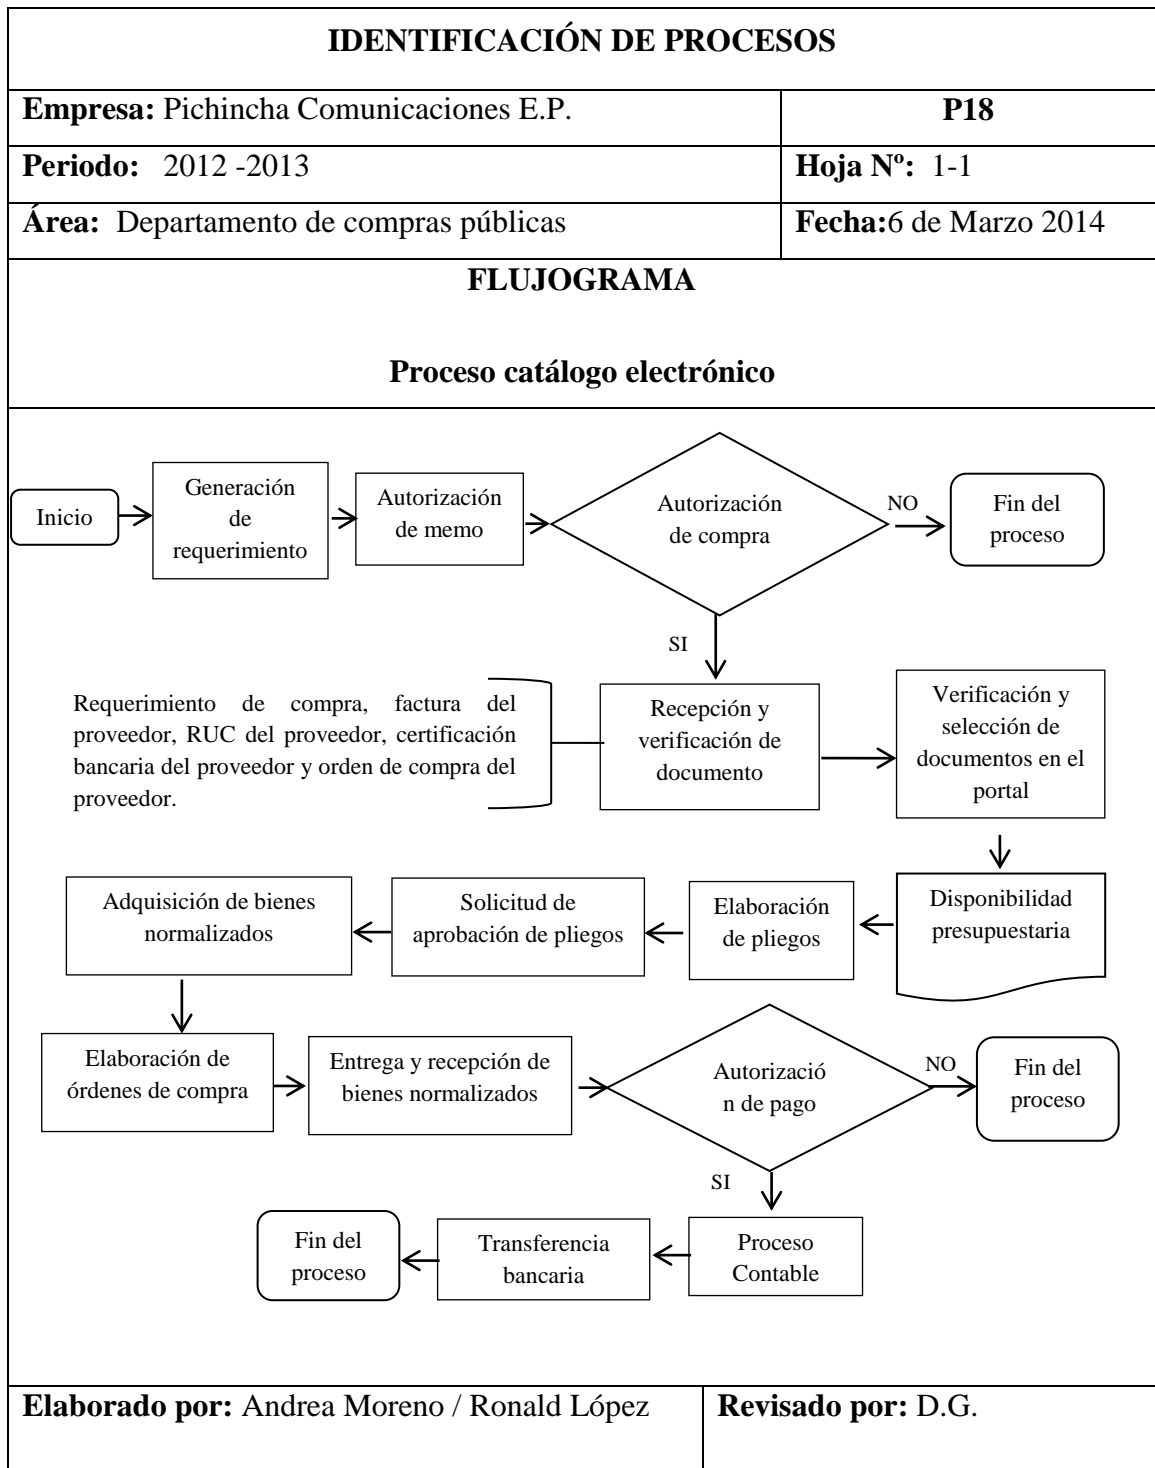 IDENTIFICACIÓN DE PROCESOS
Empresa: Pichincha Comunicaciones E.P.
P18
Periodo: 2012 -2013
Hoja Nº: 1-1
Área: Departamento de compras públicas
Fecha:6 de Marzo 2014
FLUJOGRAMA
Proceso catálogo electrónico
Inicio
Generación
de
requerimiento
Autorización
de memo
Autorización
de compra
NO
Fin del
proceso
SI
Requerimiento de compra, factura del
proveedor, RUC del proveedor, certificación
bancaria del proveedor y orden de compra del
proveedor.
Recepción y
verificación de
documento
Verificación y
selección de
documentos en el
portal
Disponibilidad
presupuestaria
Elaboración
de pliegos
Solicitud de
aprobación de pliegos
Adquisición de bienes
normalizados
Elaboración de
órdenes de compra
Entrega y recepción de
bienes normalizados
Autorizació
n de pago
NO
Fin del
proceso
SI
Proceso
Contable
Transferencia
bancaria
Fin del
proceso
Elaborado por: Andrea Moreno / Ronald López
Revisado por: D.G.